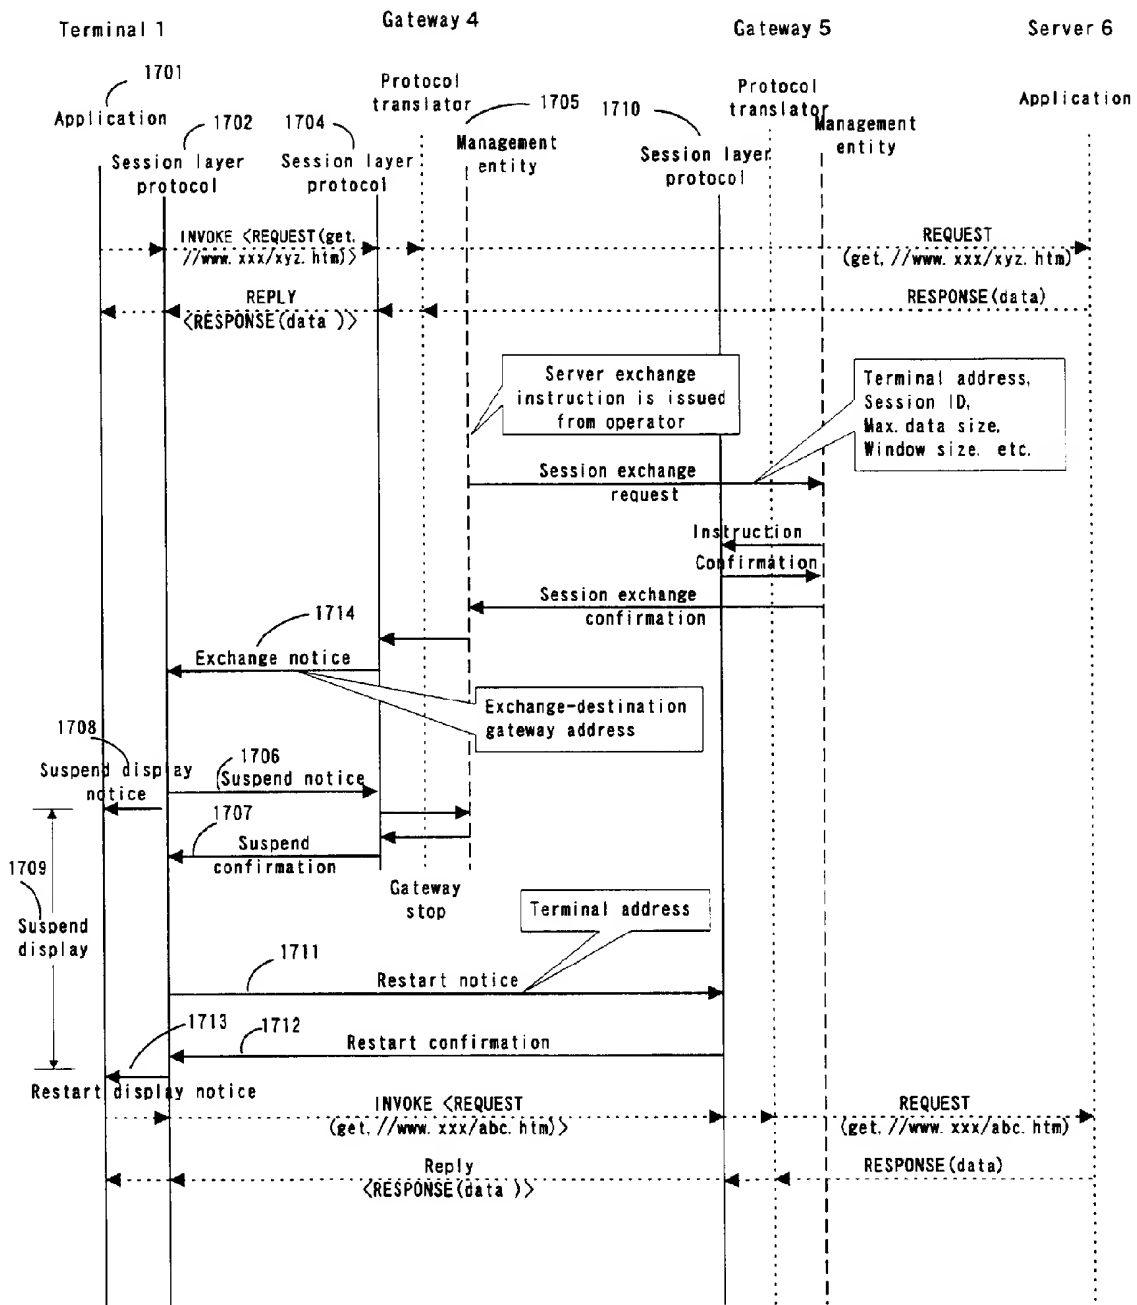 Terminal 1
Gateway 4
Gateway 5
Server 6
1701
Application
1702
Session layer
protocol
1704
Session layer
protocol
Protocol
translator
1705
Management
entity
1710
Session layer
protocol
Protocol
translator
Management
entity
Application
INVOKE <REQUEST(get.
//www.xxx/xyz.htm)>
REQUEST
(get.//www.xxx/xyz.htm)
REPLY
<RESPONSE(data )>
RESPONSE(data)
Server exchange
instruction is issued
from operator
Terminal address,
Session ID,
Max.data size,
Window size. etc.
Session exchange
request
Instruction
Confirmation
Session exchange
confirmation
1714
Exchange notice
Exchange-destination
gateway address
1708
Suspend display
notice
1706
Suspend notice
1707
Suspend
confirmation
1709
Suspend
display
Gateway
stop
Terminal address
1711
Restart notice
1713
1712
Restart confirmation
Restart display notice
INVOKE <REQUEST
(get.//www.xxx/abc.htm)>
REQUEST
(get.//www.xxx/abc.htm)
Reply
<RESPONSE(data )>
RESPONSE(data)